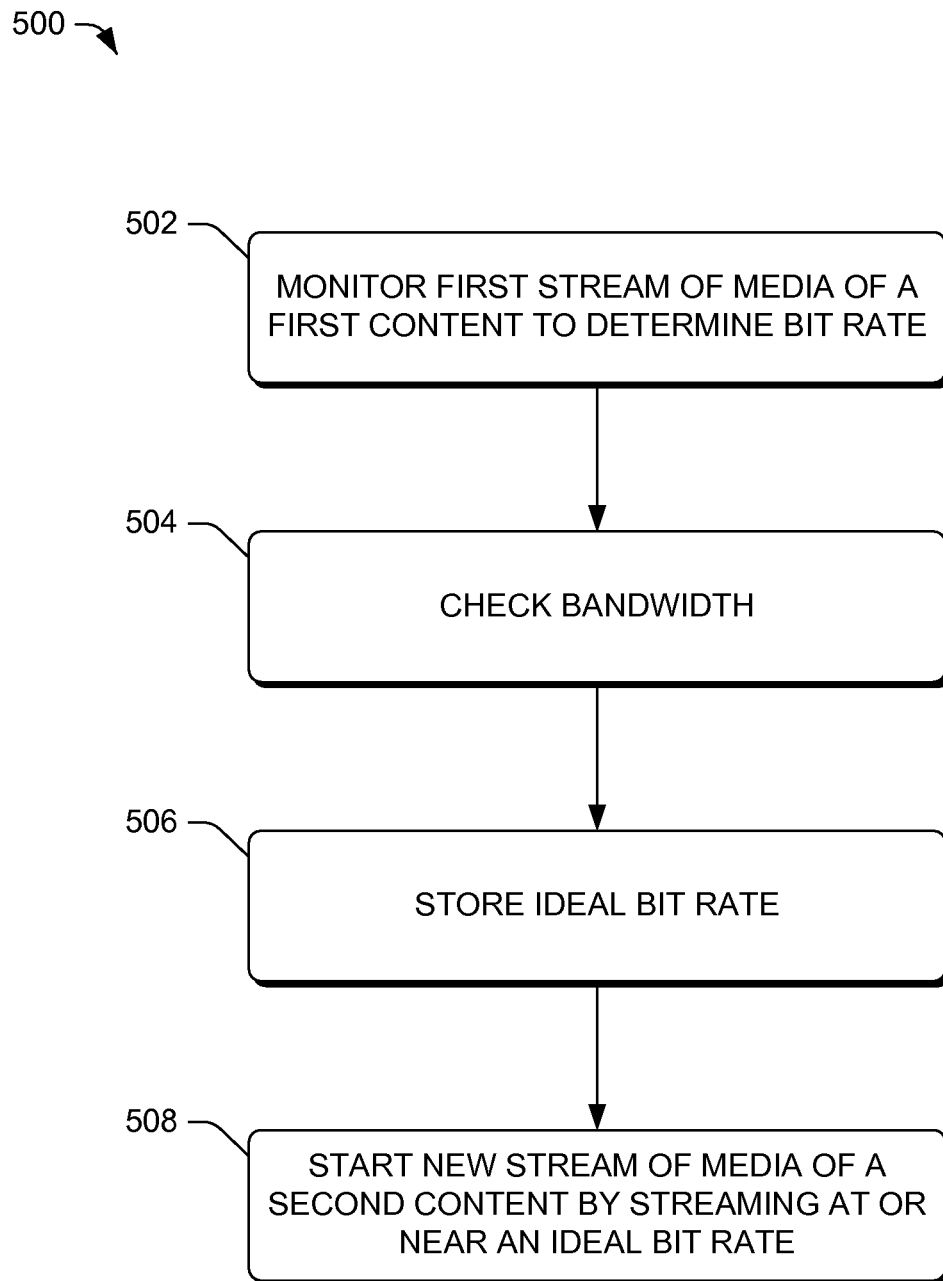 500
502
MONITOR FIRST STREAM OF MEDIA OF A
FIRST CONTENT TO DETERMINE BIT RATE
504
CHECK BANDWIDTH
506
STORE IDEAL BIT RATE
508
START NEW STREAM OF MEDIA OF A
SECOND CONTENT BY STREAMING AT OR
NEAR AN IDEAL BIT RATE